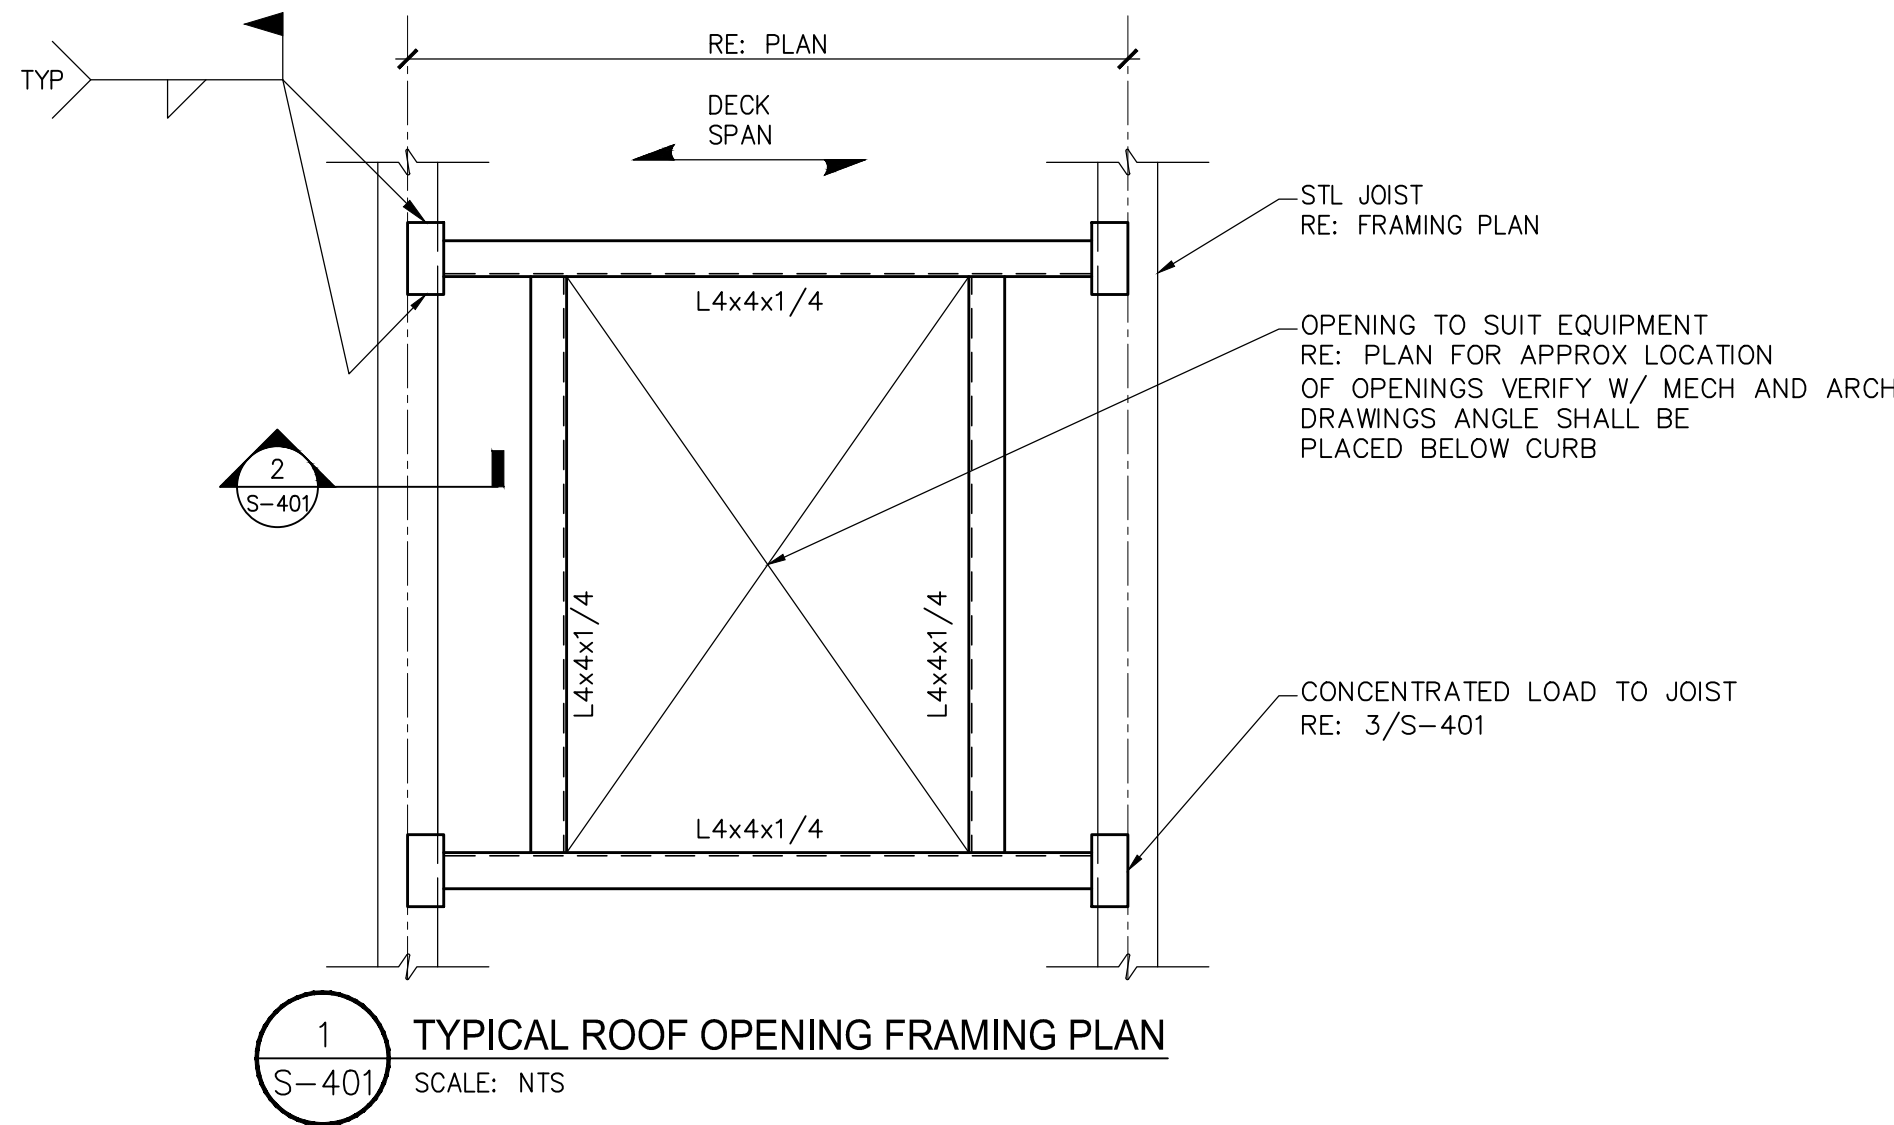 TYP
RE: PLAN
DECK
SPAN
STL JOIST
RE: FRAMING PLAN
L4x4x1/4
OPENING TO SUIT EQUIPMENT
RE: PLAN FOR APPROX LOCATION
OF OPENINGS VERIFY W/ MECH AND ARCH
DRAWINGS ANGLE SHALL BE
PLACED BELOW CURB
2
S-401
L4x4x1/4
L4x4x1/4
CONCENTRATED LOAD TO JOIST
RE: 3/S-401
L4x4x1/4
1
S-401
TYPICAL ROOF OPENING FRAMING PLAN
SCALE: NTS